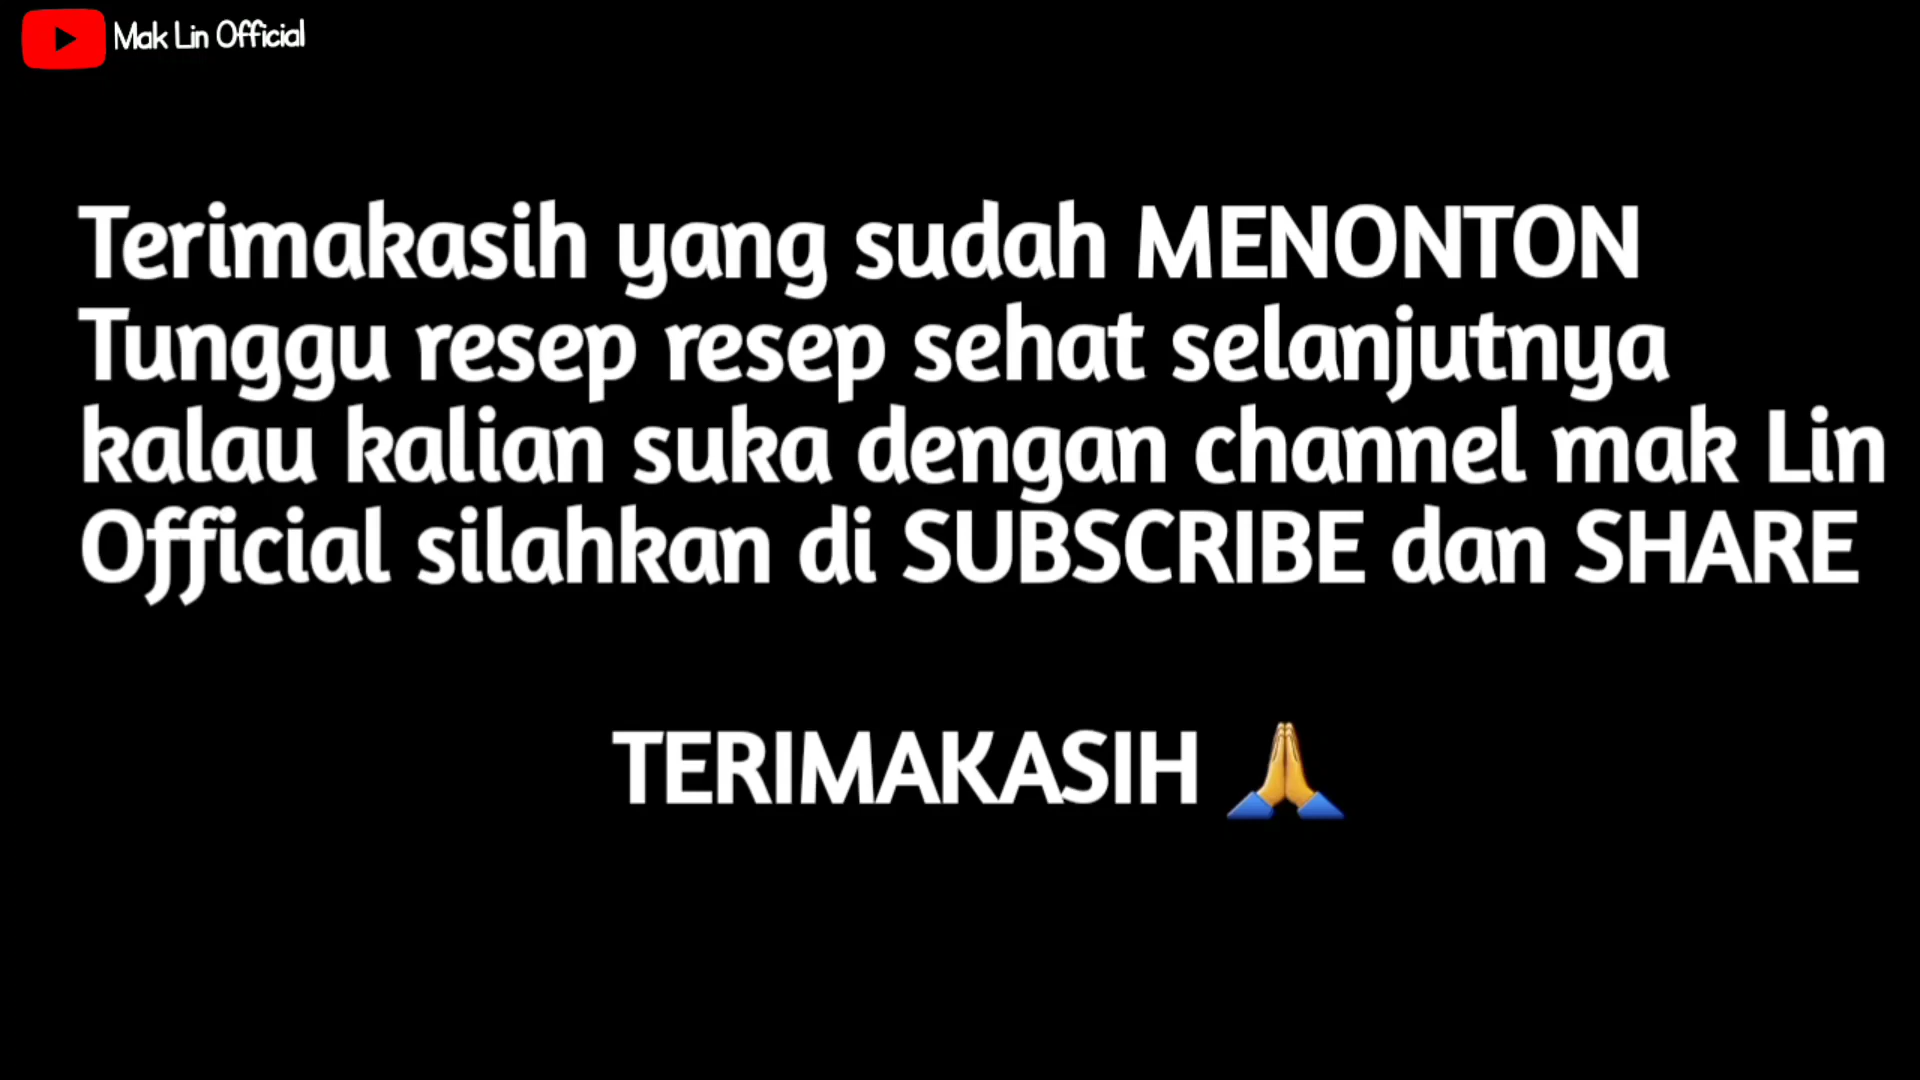 Mak Lin Official
Terimakasih yang sudah MENONTON
Tunggu resep resep sehat selanjutnya
kalau kalian suka dengan channel mak Lin
Official silahkan di SUBSCRIBE dan SHARE
TERIMAKASIH 🙏